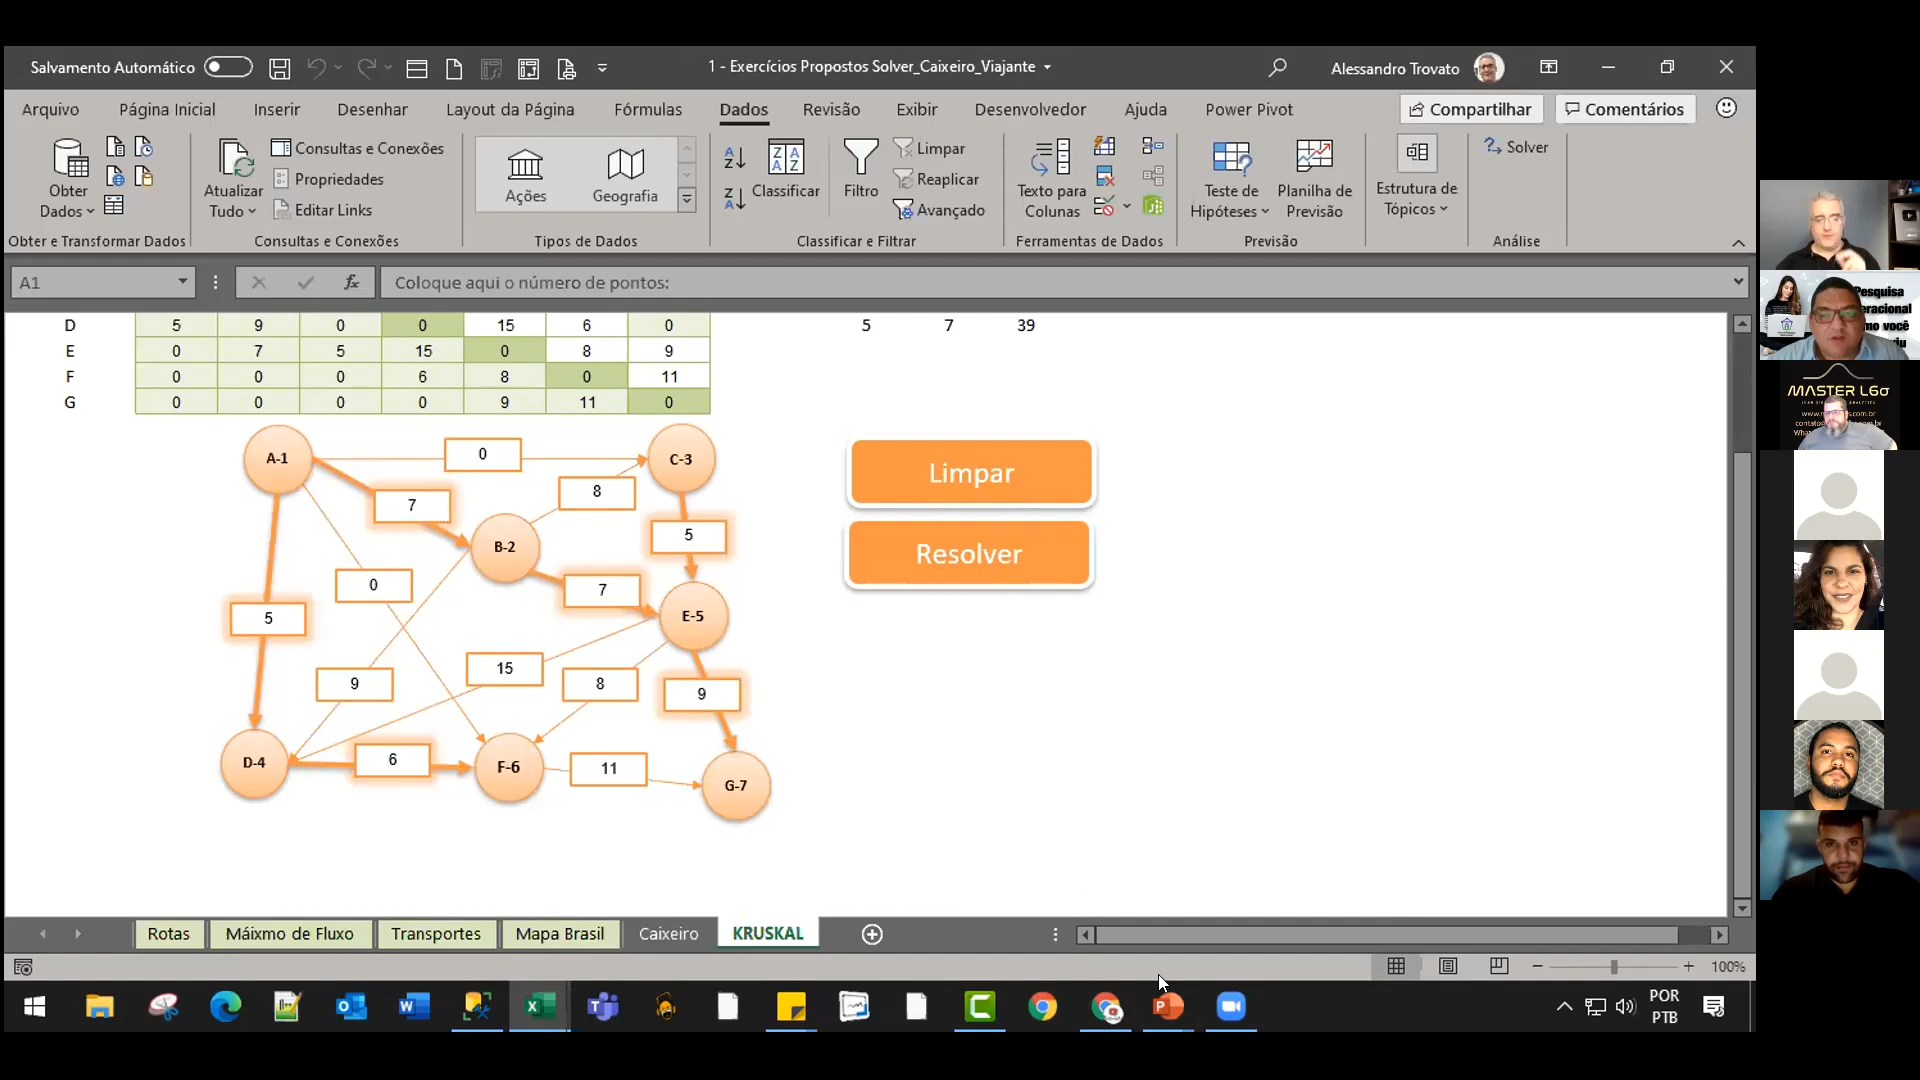 Salvamento Automático
1 - Exercícios Propostos Solver_Caixeiro_Viajante
Alessandro Trovato
Arquivo Página Inicial Inserir Desenhar Layout da Página Fórmulas Dados Revisão Exibir Desenvolvedor Ajuda Power Pivot Compartilhar Comentários
Obter Dados
Atualizar Tudo
Consultas e Conexões
Propriedades
Editar Links
Ações
Geografia
Classificar
Filtro
Limpar
Reaplicar
Avançado
Texto para Colunas
Teste de Hipóteses
Planilha de Previsão
Estrutura de Tópicos
Solver
Obter e Transformar Dados Consultas e Conexões Tipos de Dados Classificar e Filtrar Ferramentas de Dados Previsão Análise
A1 fx Coloque aqui o número de pontos:
D 5 9 0 0 15 6 0 5 7 39
E 0 7 5 15 0 8 9
F 0 0 0 6 8 0 11
G 0 0 0 0 9 11 0
A-1
0
C-3
7
8
B-2
5
0
7
5
E-5
9
15
8
9
D-4
6
F-6
11
G-7
Limpar
Resolver
Rotas Máixmo de Fluxo Transportes Mapa Brasil Caixeiro KRUSKAL
100%
POR
PTB
Pesquisa
eracional
mo você
riu
MASTER L6σ